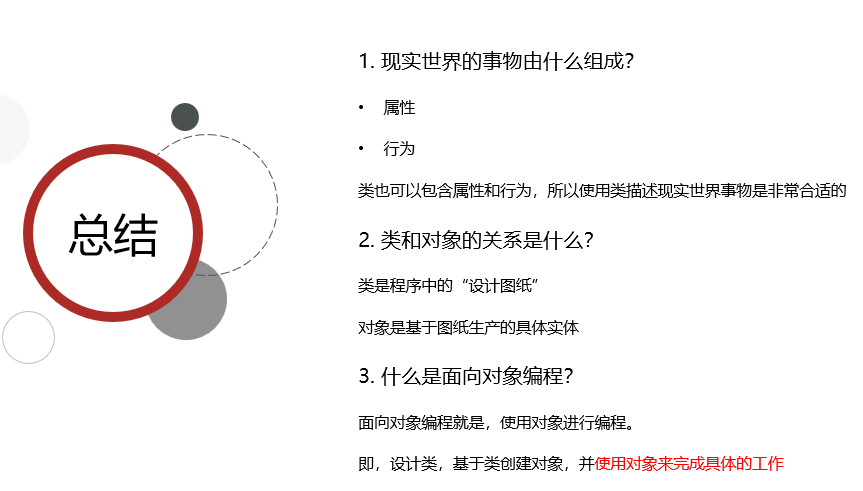 总结
1. 现实世界的事物由什么组成?
• 属性
• 行为
类也可以包含属性和行为，所以使用类描述现实世界事物是非常合适的
2. 类和对象的关系是什么?
类是程序中的“设计图纸”
对象是基于图纸生产的具体实体
3. 什么是面向对象编程?
面向对象编程就是，使用对象进行编程。
即，设计类，基于类创建对象，并使用对象来完成具体的工作